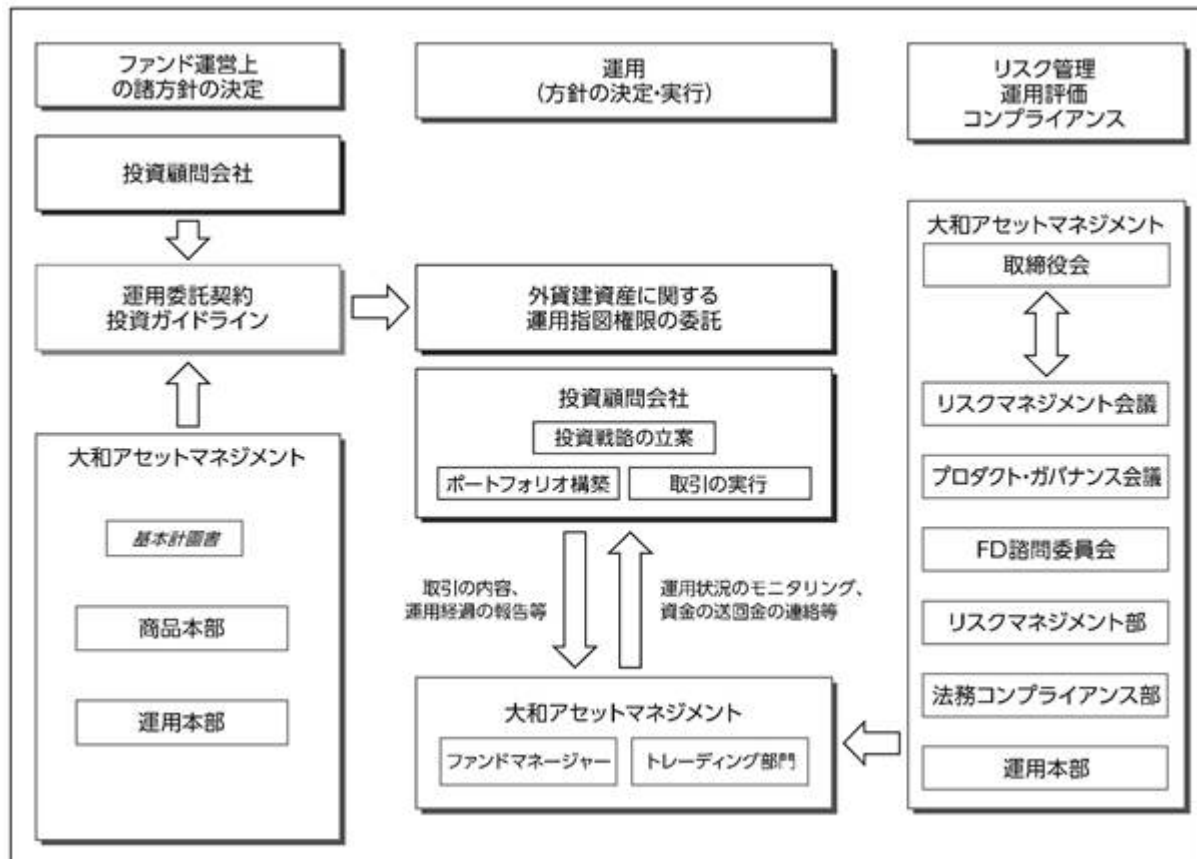 ファンド運営上
の諸方針の決定
運用
(方針の決定・実行)
リスク管理
運用評価
コンプライアンス
投資顧問会社
運用委託契約
投資ガイドライン
外貨建資産に関する
運用指図権限の委託
大和アセットマネジメント
基本計画書
商品本部
運用本部
投資顧問会社
投資戦略の立案
ポートフォリオ構築
取引の実行
取引の内容、
運用経過の報告等
運用状況のモニタリング、
資金の送回金の連絡等
大和アセットマネジメント
ファンドマネージャー
トレーディング部門
大和アセットマネジメント
取締役会
リスクマネジメント会議
プロダクト・ガバナンス会議
FD諮問委員会
リスクマネジメント部
法務コンプライアンス部
運用本部